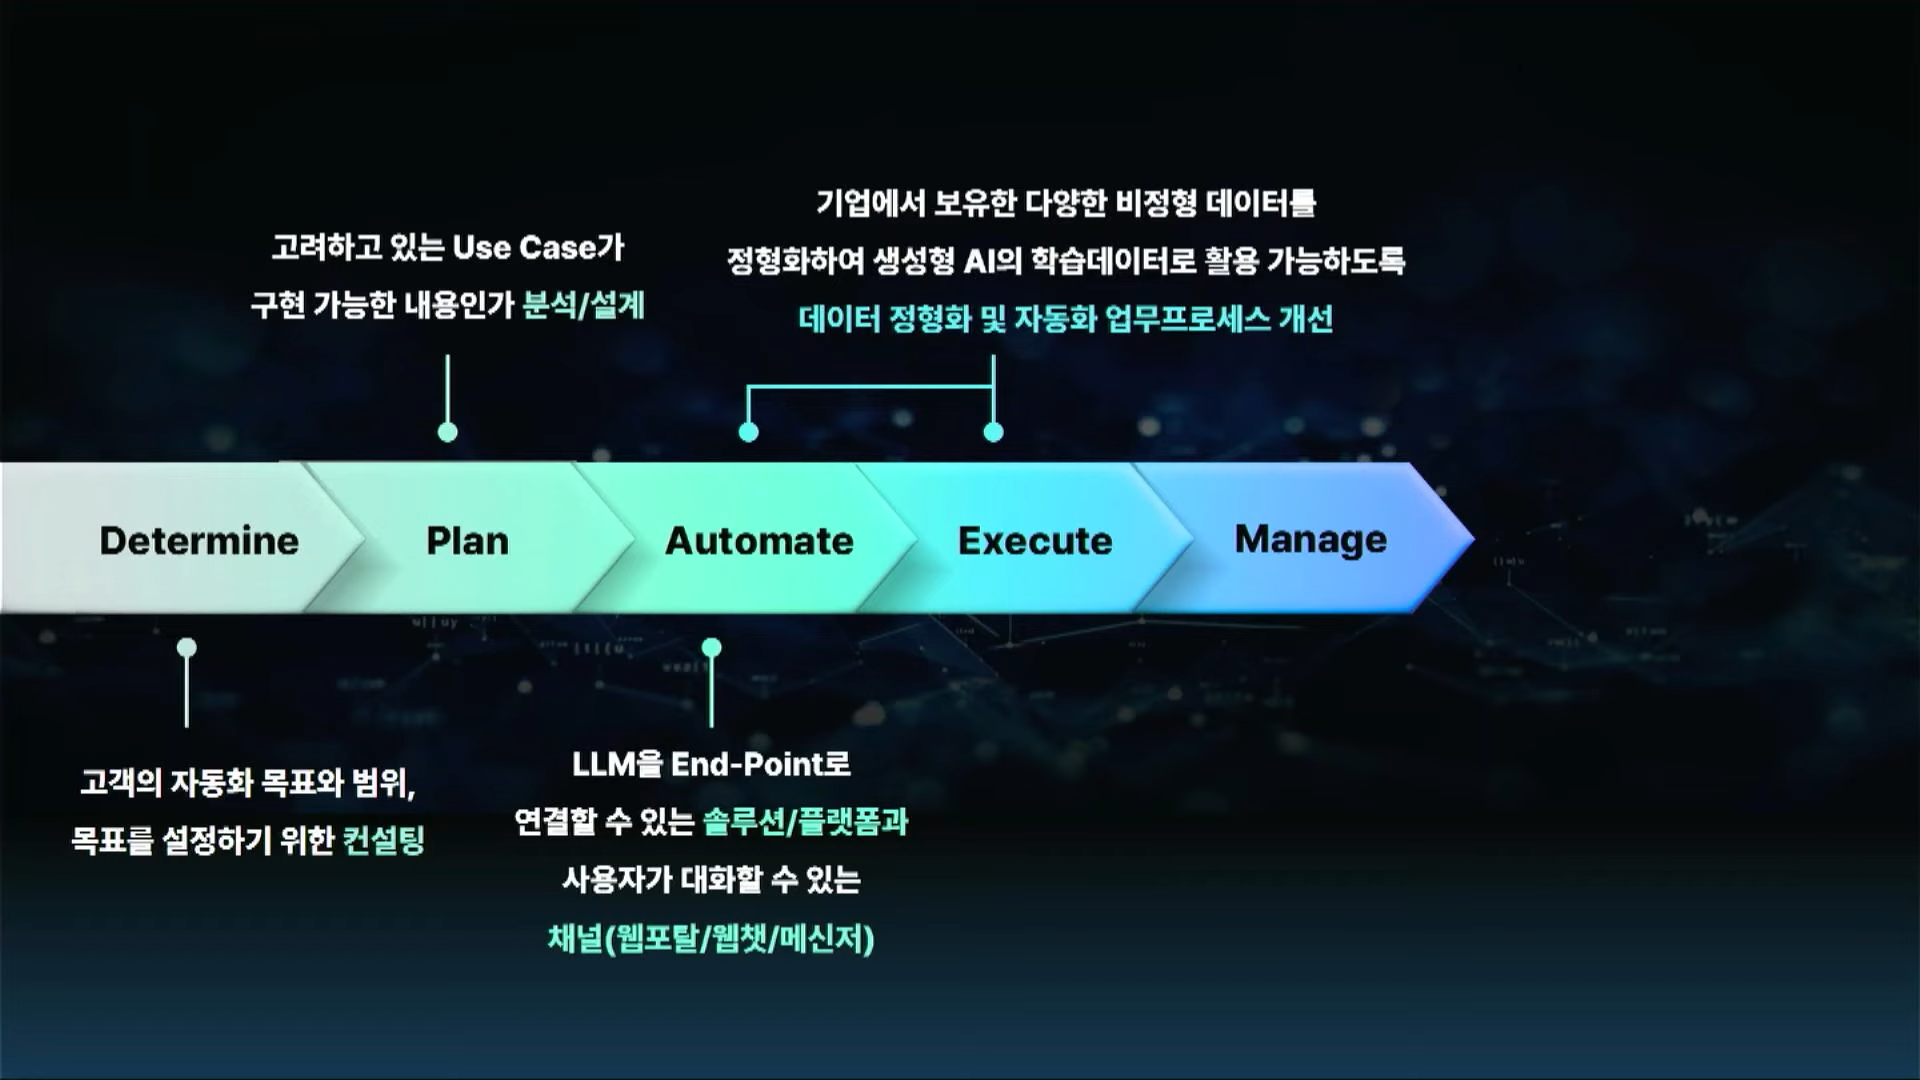 기업에서 보유한 다양한 비정형 데이터를
정형화하여 생성형 AI의 학습데이터로 활용 가능하도록
데이터 정형화 및 자동화 업무프로세스 개선
고려하고 있는 Use Case가
구현 가능한 내용인가 분석/설계
Determine
Plan
Automate
Execute
Manage
고객의 자동화 목표와 범위,
목표를 설정하기 위한 컨설팅
LLM을 End-Point로
연결할 수 있는 솔루션/플랫폼과
사용자가 대화할 수 있는
채널(웹포탈/웹챗/메신저)